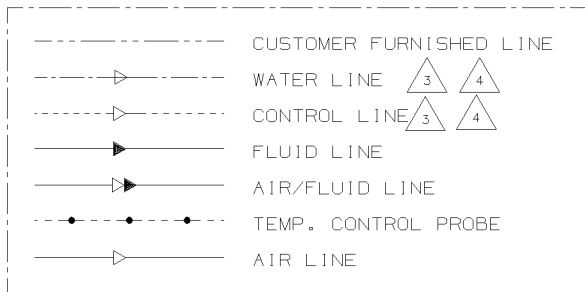 CUSTOMER FURNISHED LINE
WATER LINE 3 4
CONTROL LINE 3 4
FLUID LINE
AIR/FLUID LINE
TEMP. CONTROL PROBE
AIR LINE